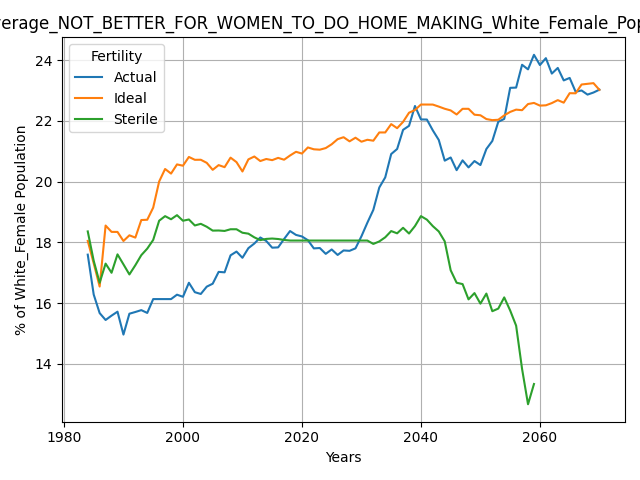 verage_NOT_BETTER_FOR_WOMEN_TO_DO_HOME_MAKING_White_Female_Pop
Fertility
Actual
Ideal
Sterile
% of White_Female Population
24
22
20
18
16
14
1980 2000 2020 2040 2060
Years